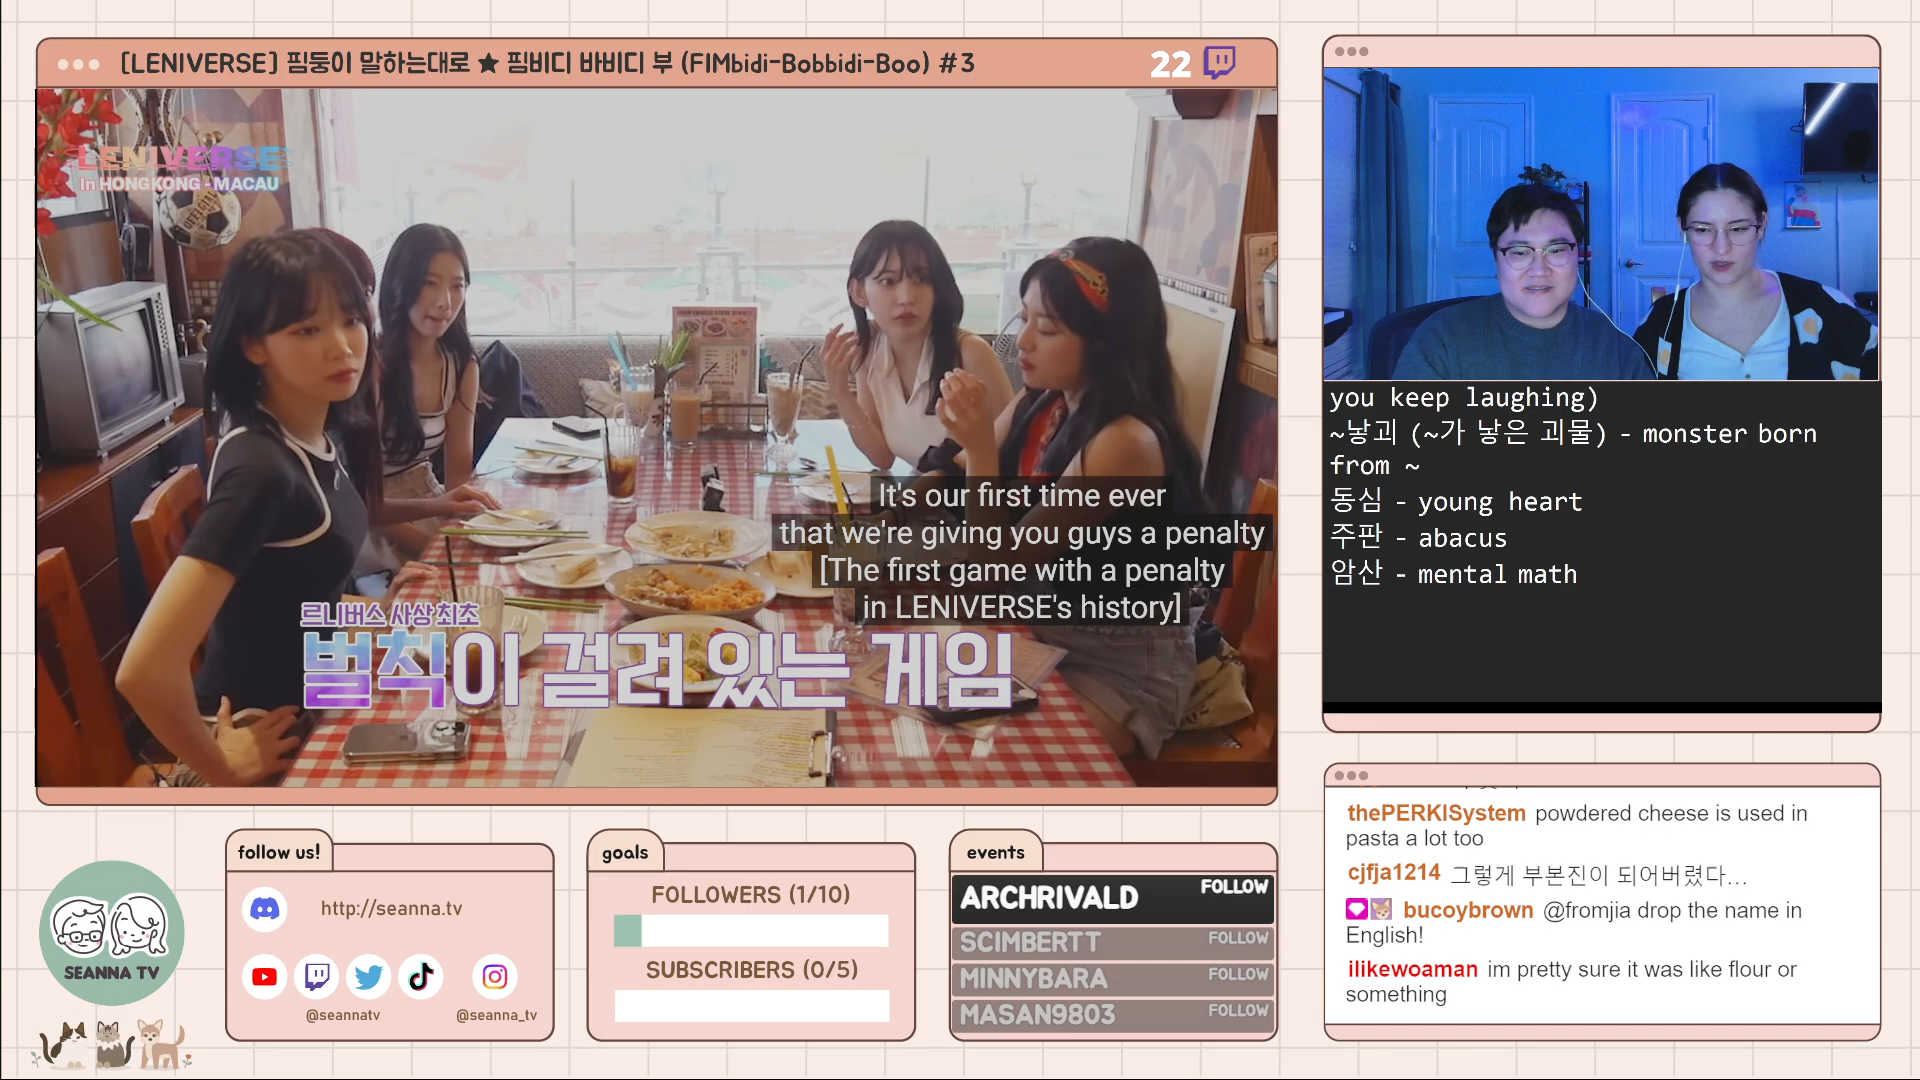 [LENIVERSE] 핌둥이 말하는대로 ★ 핌비디 바비디 부 (FIMbidi-Bobbidi-Boo) #3
22
LENIVERSE
In HONGKONG - MACAU
OFFICIAL
It's our first time ever
that we're giving you guys a penalty
[The first game with a penalty
in LENIVERSE's history]
르니버스 사상 최초
벌칙이 걸려 있는 게임
you keep laughing)
~낳괴 (~가 낳은 괴물) - monster born
from ~
동심 - young heart
주판 - abacus
암산 - mental math
thePERKISystem powdered cheese is used in
pasta a lot too
cjfja1214 그렇게 부본진이 되어버렸다...
bucoybrown @fromjia drop the name in
English!
ilikewoaman im pretty sure it was like flour or
something
SEANNA TV
follow us!
http://seanna.tv
@seannatv
@seanna_tv
goals
FOLLOWERS (1/10)
SUBSCRIBERS (0/5)
events
ARCHRIVALD FOLLOW
SCIMBERTT FOLLOW
MINNYBARA FOLLOW
MASAN9803 FOLLOW